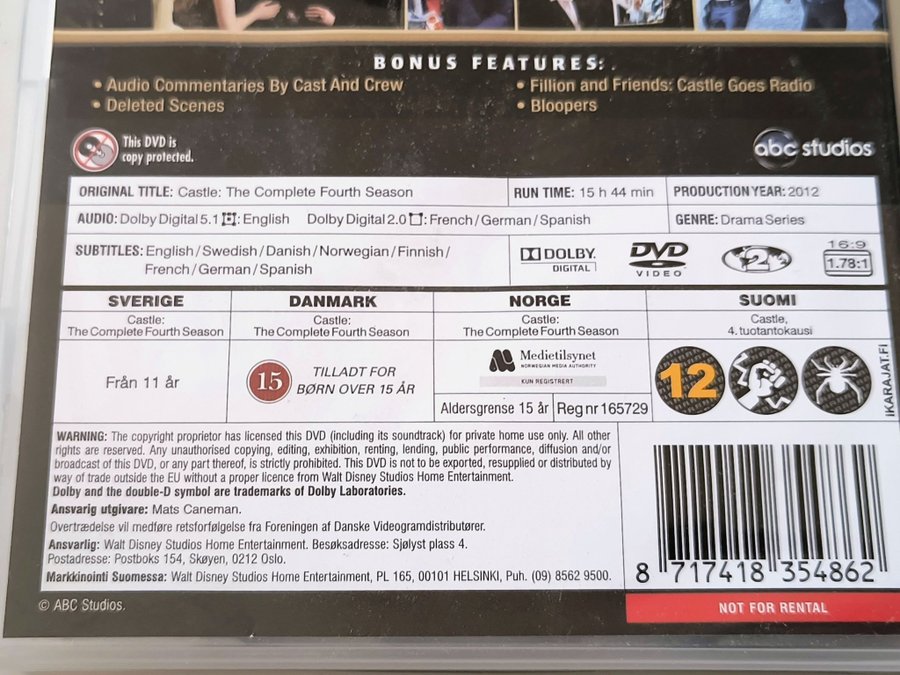 BONUS FEATURES:
• Audio Commentaries By Cast And Crew
• Deleted Scenes
• Fillion and Friends: Castle Goes Radio
• Bloopers
This DVD is
copy protected.
abc studios
ORIGINAL TITLE: Castle: The Complete Fourth Season
RUN TIME: 15 h 44 min
PRODUCTION YEAR: 2012
AUDIO: Dolby Digital 5.1 : English Dolby Digital 2.0 : French/German/Spanish
GENRE: Drama Series
SUBTITLES: English/Swedish/Danish/Norwegian/Finnish/
French/German/Spanish
DOLBY
DIGITAL
DVD
VIDEO
2
16:9
1.78:1
SVERIGE
Castle:
The Complete Fourth Season
Från 11 år
DANMARK
Castle:
The Complete Fourth Season
15
TILLADT FOR
BØRN OVER 15 ÅR
NORGE
Castle:
The Complete Fourth Season
Medietilsynet
NORWEGIAN MEDIA AUTHORITY
KUN REGISTRERT
Aldersgrense 15 år
Reg nr 165729
SUOMI
Castle,
4. tuotantokausi
12
IKARAJAT.FI
WARNING: The copyright proprietor has licensed this DVD (including its soundtrack) for private home use only. All other
rights are reserved. Any unauthorised copying, editing, exhibition, renting, lending, public performance, diffusion and/or
broadcast of this DVD, or any part thereof, is strictly prohibited. This DVD is not to be exported, resupplied or distributed by
way of trade outside the EU without a proper licence from Walt Disney Studios Home Entertainment.
Dolby and the double-D symbol are trademarks of Dolby Laboratories.
Ansvarig utgivare: Mats Caneman.
Overtrædelse vil medføre retsforfølgelse fra Foreningen af Danske Videogramdistributører.
Ansvarlig: Walt Disney Studios Home Entertainment. Besøksadresse: Sjølyst plass 4.
Postadresse: Postboks 154, Skøyen, 0212 Oslo.
Markkinointi Suomessa: Walt Disney Studios Home Entertainment, PL 165, 00101 HELSINKI, Puh. (09) 8562 9500.
8 717418 354862
NOT FOR RENTAL
© ABC Studios.